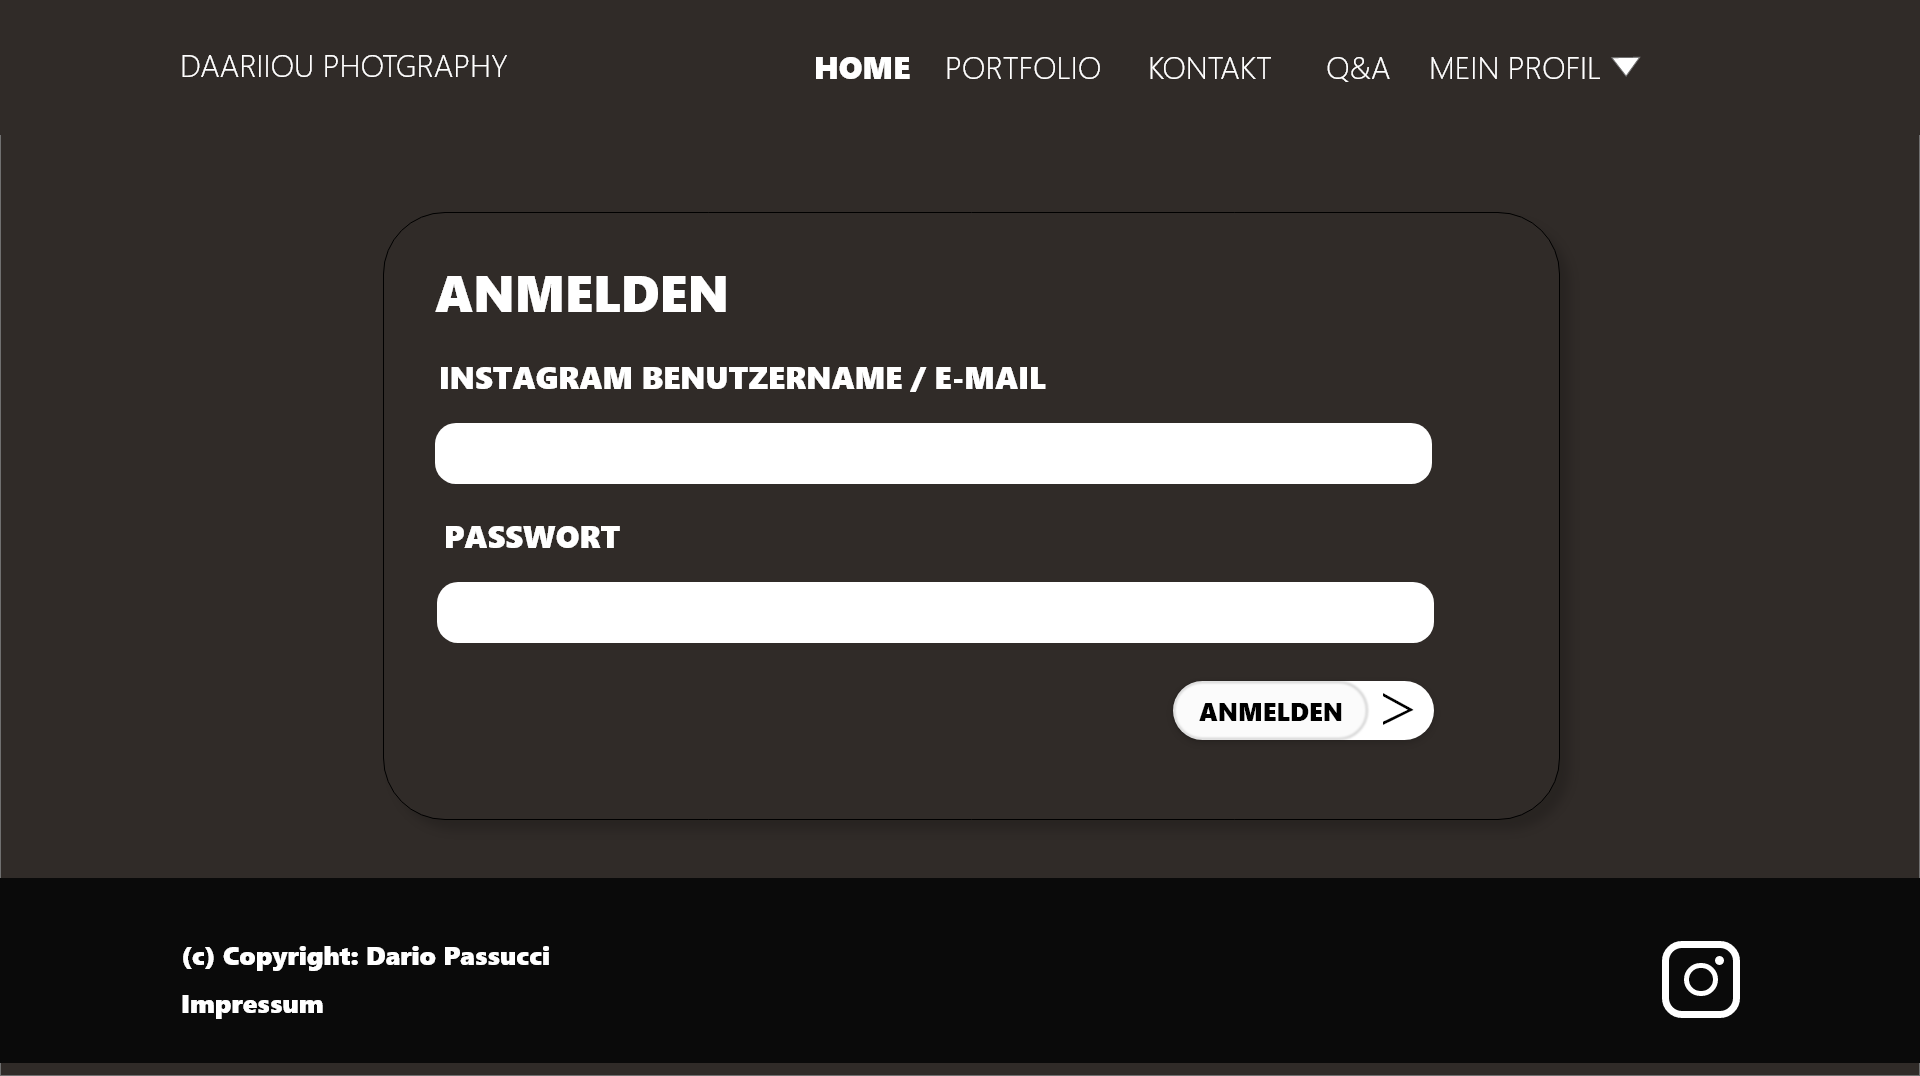 DAARIIOU PHOTGRAPHY
HOME PORTFOLIO KONTAKT Q&A MEIN PROFIL
ANMELDEN
INSTAGRAM BENUTZERNAME / E-MAIL
PASSWORT
ANMELDEN >
(c) Copyright: Dario Passucci
Impressum